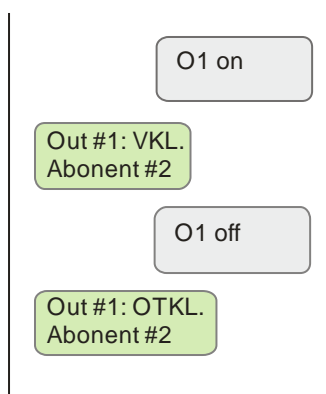 O1 on
Out #1: VKL.
Abonent #2
O1 off
Out #1: OTKL.
Abonent #2